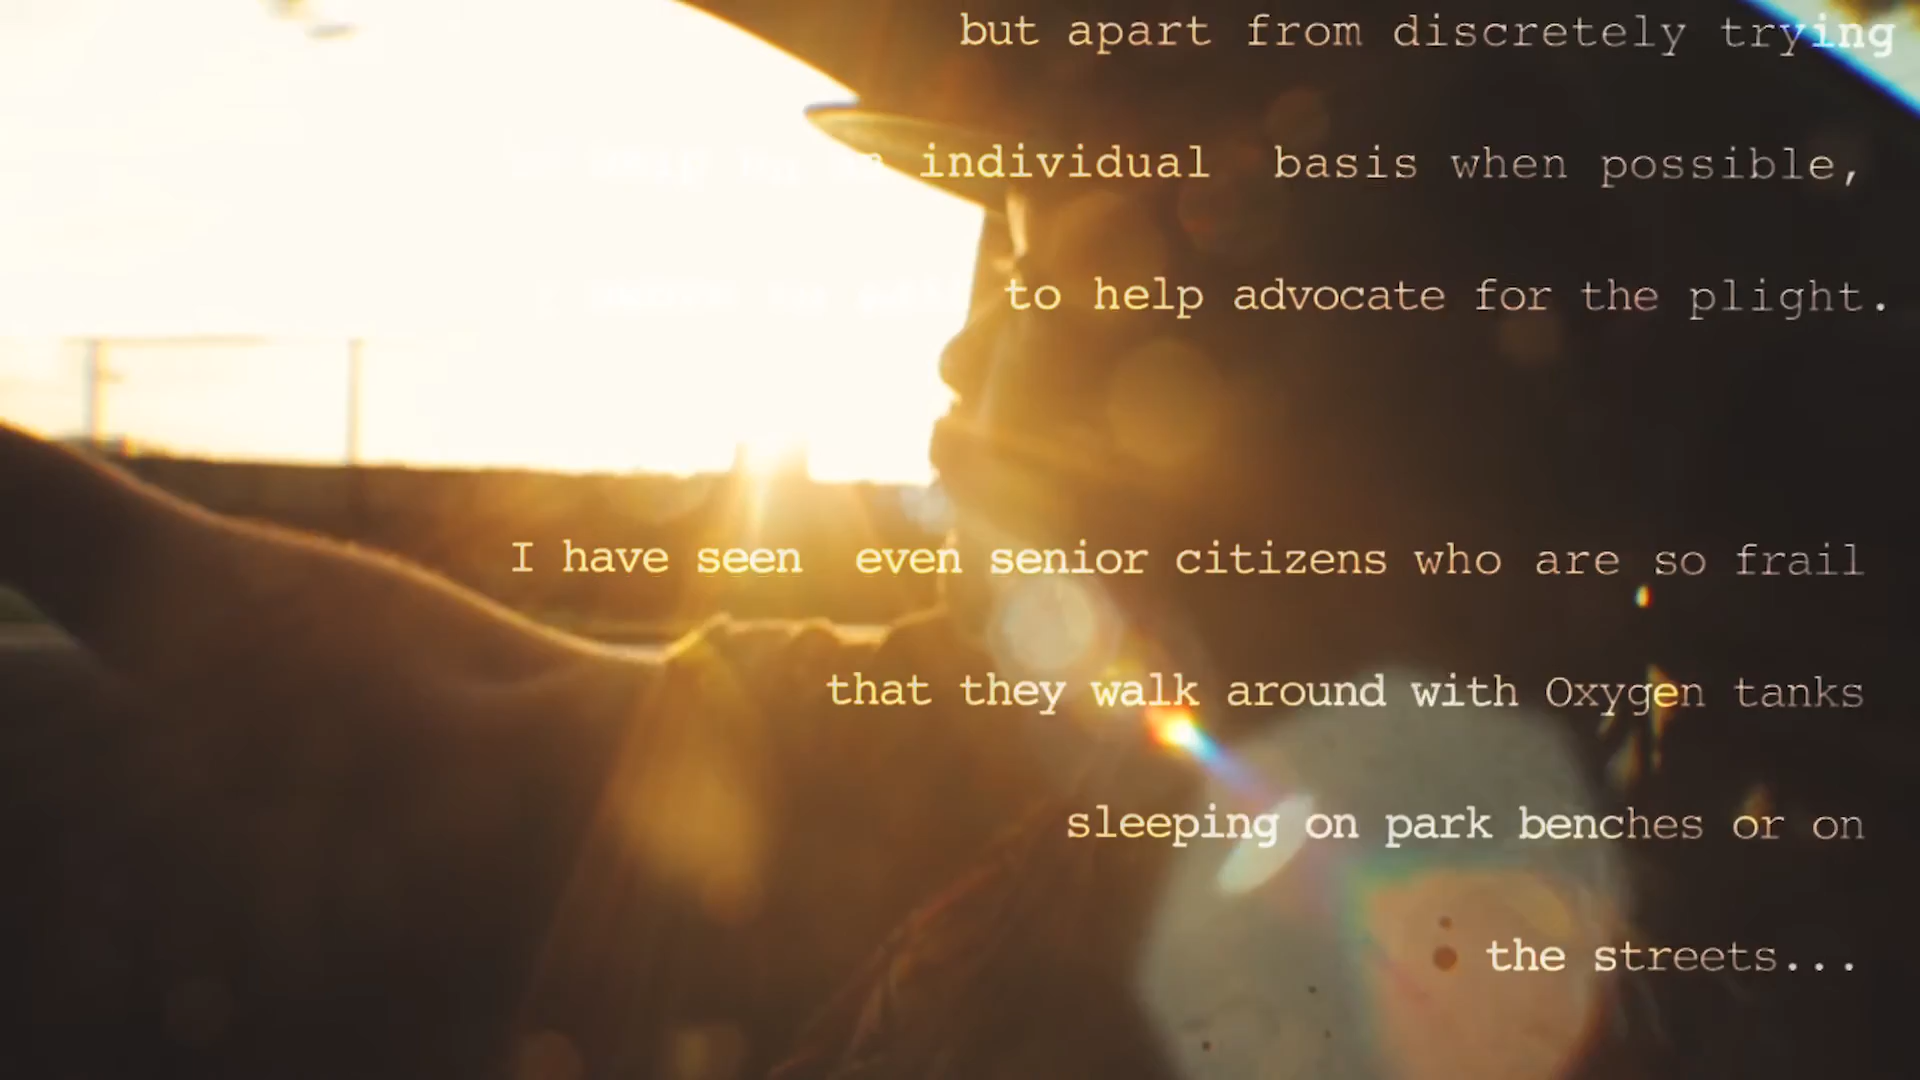 but apart from discretely trying
individual basis when possible,
to help advocate for the plight.
I have seen even senior citizens who are so frail
that they walk around with Oxygen tanks
sleeping on park benches or on
the streets...